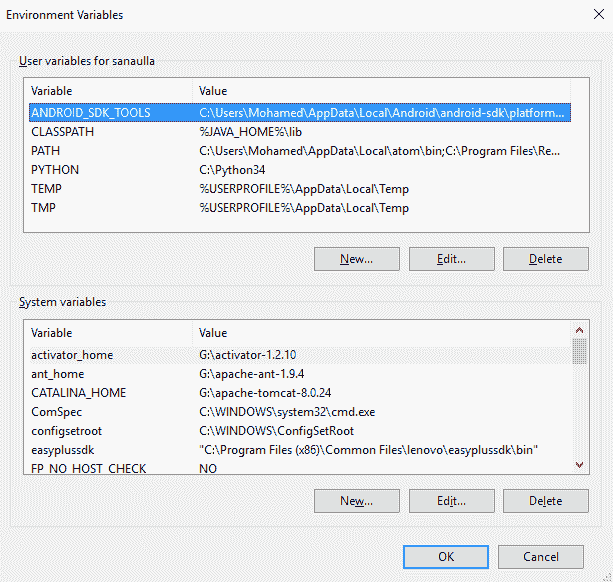 Environment Variables
User variables for sanaulla
Variable Value
ANDROID_SDK_TOOLS C:\Users\Mohamed\AppData\Local\Android\android-sdk\platform...
CLASSPATH %JAVA_HOME%\lib
PATH C:\Users\Mohamed\AppData\Local\atom\bin;C:\Program Files\Re...
PYTHON C:\Python34
TEMP %USERPROFILE%\AppData\Local\Temp
TMP %USERPROFILE%\AppData\Local\Temp
New... Edit... Delete
System variables
Variable Value
activator_home G:\activator-1.2.10
ant_home G:\apache-ant-1.9.4
CATALINA_HOME G:\apache-tomcat-8.0.24
ComSpec C:\WINDOWS\system32\cmd.exe
configsetroot C:\WINDOWS\ConfigSetRoot
easyplussdk "C:\Program Files (x86)\Common Files\lenovo\easyplussdk\bin"
FP_NO_HOST_CHECK NO
New... Edit... Delete
OK Cancel